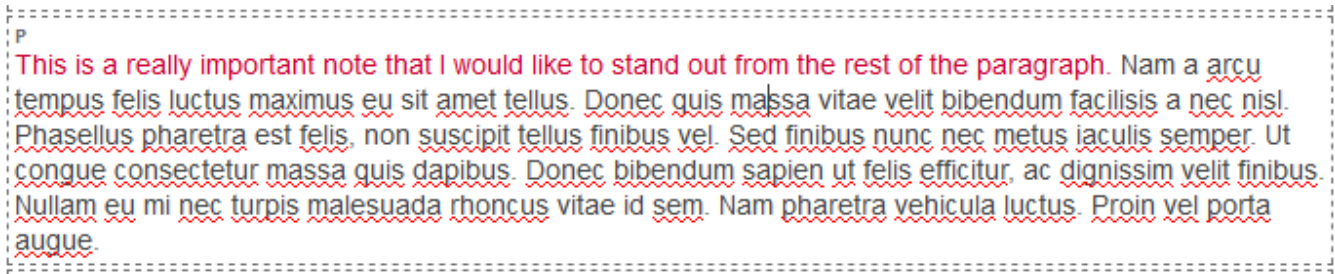 P
This is a really important note that I would like to stand out from the rest of the paragraph. Nam a arcu
tempus felis luctus maximus eu sit amet tellus. Donec quis massa vitae velit bibendum facilisis a nec nisl.
Phasellus pharetra est felis, non suscipit tellus finibus vel. Sed finibus nunc nec metus iaculis semper. Ut
congue consectetur massa quis dapibus. Donec bibendum sapien ut felis efficitur, ac dignissim velit finibus.
Nullam eu mi nec turpis malesuada rhoncus vitae id sem. Nam pharetra vehicula luctus. Proin vel porta
augue.